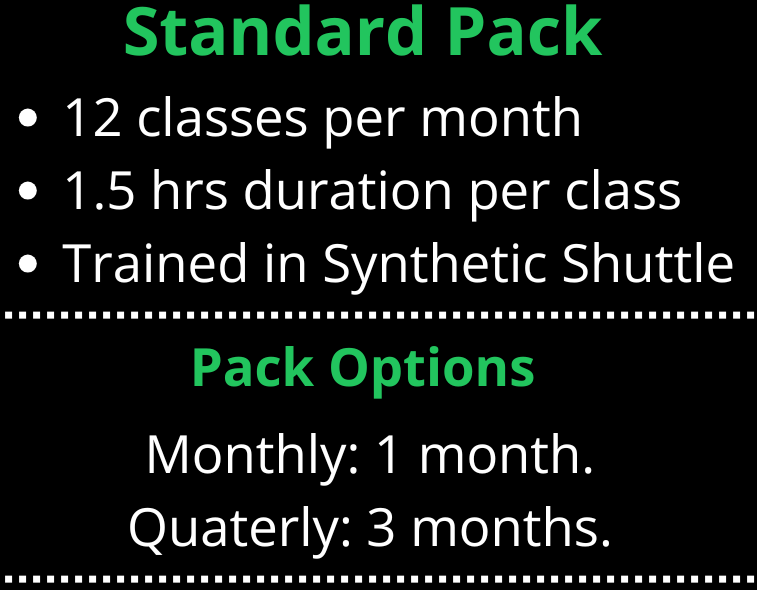 Standard Pack
• 12 classes per month
• 1.5 hrs duration per class
• Trained in Synthetic Shuttle
Pack Options
Monthly: 1 month.
Quaterly: 3 months.